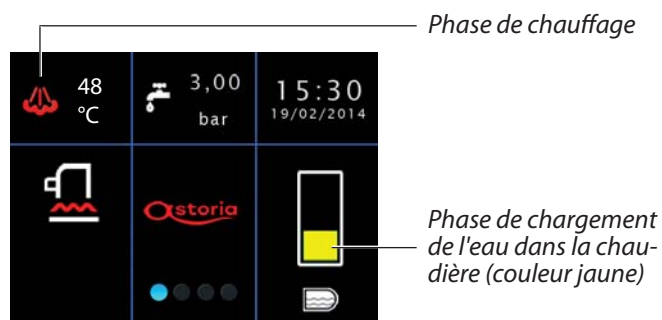 Phase de chauffage
48
°C
3,00
bar
15:30
19/02/2014
astoria
Phase de chargement
de l'eau dans la chau-
dière (couleur jaune)